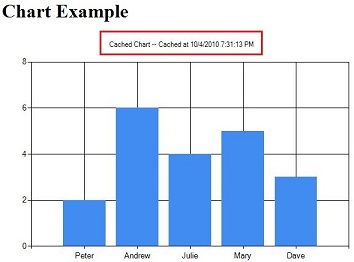 Chart Example
Cached Chart -- Cached at 10/4/2010 7:31:13 PM
8
6
4
2
0
Peter Andrew Julie Mary Dave